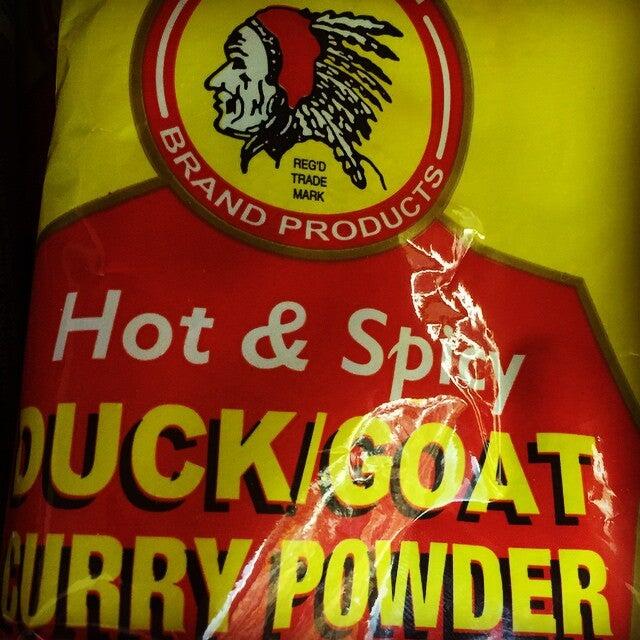 REG'D
TRADE
MARK
BRAND PRODUCTS
Hot & Spicy
DUCK/GOAT
CURRY POWDER